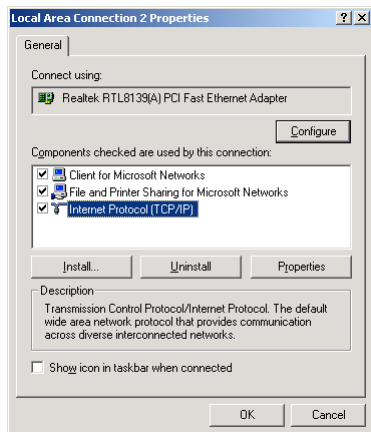 Local Area Connection 2 Properties
General
Connect using:
Realtek RTL8139(A) PCI Fast Ethernet Adapter
Configure
Components checked are used by this connection:
Client for Microsoft Networks
File and Printer Sharing for Microsoft Networks
Internet Protocol (TCP/IP)
Install... Uninstall Properties
Description
Transmission Control Protocol/Internet Protocol. The default
wide area network protocol that provides communication
across diverse interconnected networks.
Show icon in taskbar when connected
OK Cancel